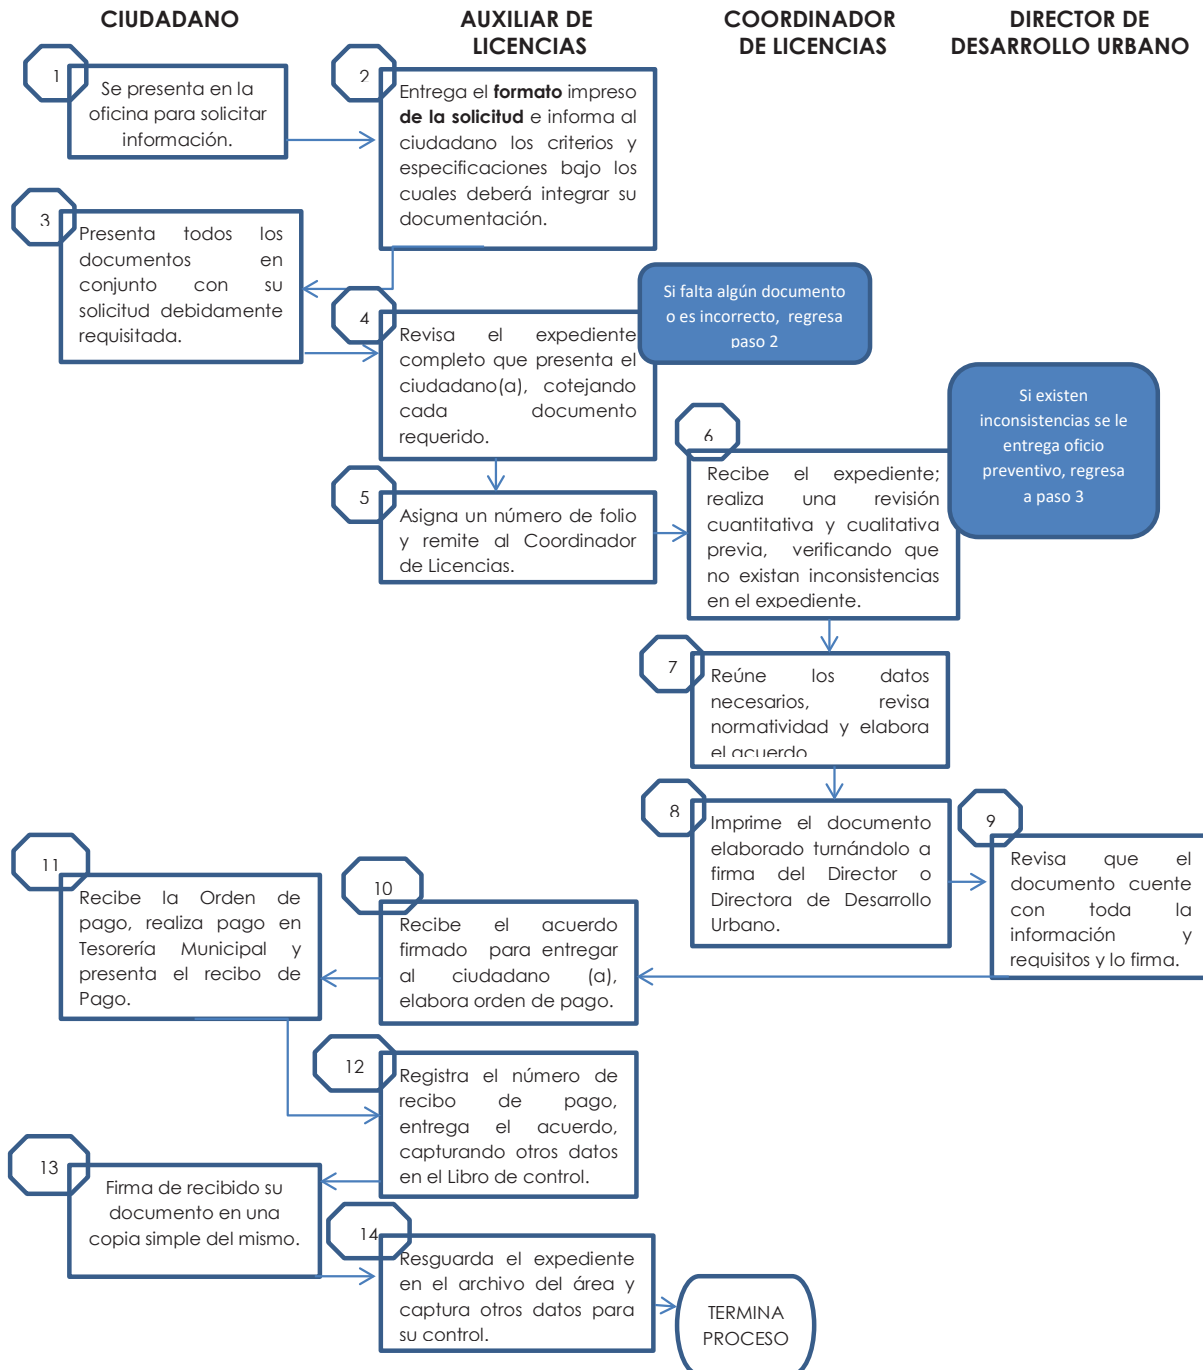 CIUDADANO
AUXILIAR DE
LICENCIAS
COORDINADOR
DE LICENCIAS
DIRECTOR DE
DESARROLLO URBANO
1
Se presenta en la
oficina para solicitar
información.
2
Entrega el formato impreso
de la solicitud e informa al
ciudadano los criterios y
especificaciones bajo los
cuales deberá integrar su
documentación.
3
Presenta todos los
documentos en
conjunto con su
solicitud debidamente
requisitada.
4
Revisa el expediente
completo que presenta el
ciudadano(a), cotejando
cada documento
requerido.
Si falta algún documento
o es incorrecto, regresa
paso 2
5
Asigna un número de folio
y remite al Coordinador
de Licencias.
6
Recibe el expediente;
realiza una revisión
cuantitativa y cualitativa
previa, verificando que
no existan inconsistencias
en el expediente.
Si existen
inconsistencias se le
entrega oficio
preventivo, regresa
a paso 3
7
Reúne los datos
necesarios, revisa
normatividad y elabora
el acuerdo
8
Imprime el documento
elaborado turnándolo a
firma del Director o
Directora de Desarrollo
Urbano.
9
Revisa que el
documento cuente
con toda la
información y
requisitos y lo firma.
10
Recibe el acuerdo
firmado para entregar
al ciudadano (a),
elabora orden de pago.
11
Recibe la Orden de
pago, realiza pago en
Tesorería Municipal y
presenta el recibo de
Pago.
12
Registra el número de
recibo de pago,
entrega el acuerdo,
capturando otros datos
en el Libro de control.
13
Firma de recibido su
documento en una
copia simple del mismo.
14
Resguarda el expediente
en el archivo del área y
captura otros datos para
su control.
TERMINA
PROCESO